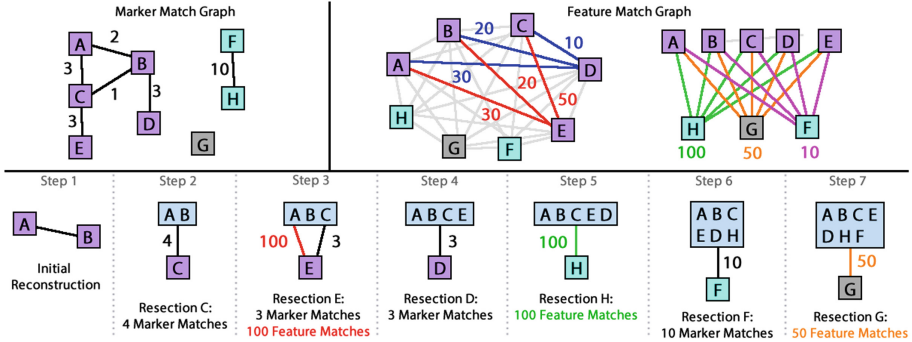 Marker Match Graph
A
2
B
3
C
1
3
3
E
D
F
10
H
G
Feature Match Graph
B
20
C
10
A
D
30
20
50
30
H
E
G
F
A
B
C
D
E
H
G
F
100
50
10
Step 1
A
B
Initial
Reconstruction
Step 2
A B
4
C
Resection C:
4 Marker Matches
Step 3
A B C
100
3
E
Resection E:
3 Marker Matches
100 Feature Matches
Step 4
A B C E
3
D
Resection D:
3 Marker Matches
Step 5
A B C E D
100
H
Resection H:
100 Feature Matches
Step 6
A B C
E D H
10
F
Resection F:
10 Marker Matches
Step 7
A B C E
D H F
50
G
Resection G:
50 Feature Matches